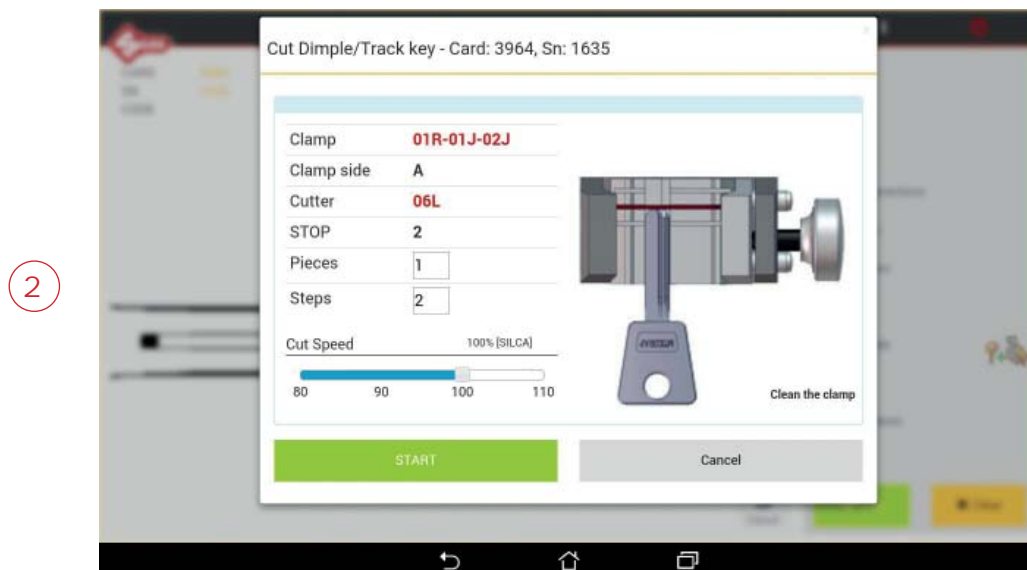 Cut Dimple/Track key - Card: 3964, Sn: 1635
Clamp 01R-01J-02J
Clamp side A
Cutter 06L
STOP 2
Pieces 1
Steps 2
Cut Speed 100% [SILCA]
80 90 100 110
Clean the clamp
START Cancel
2